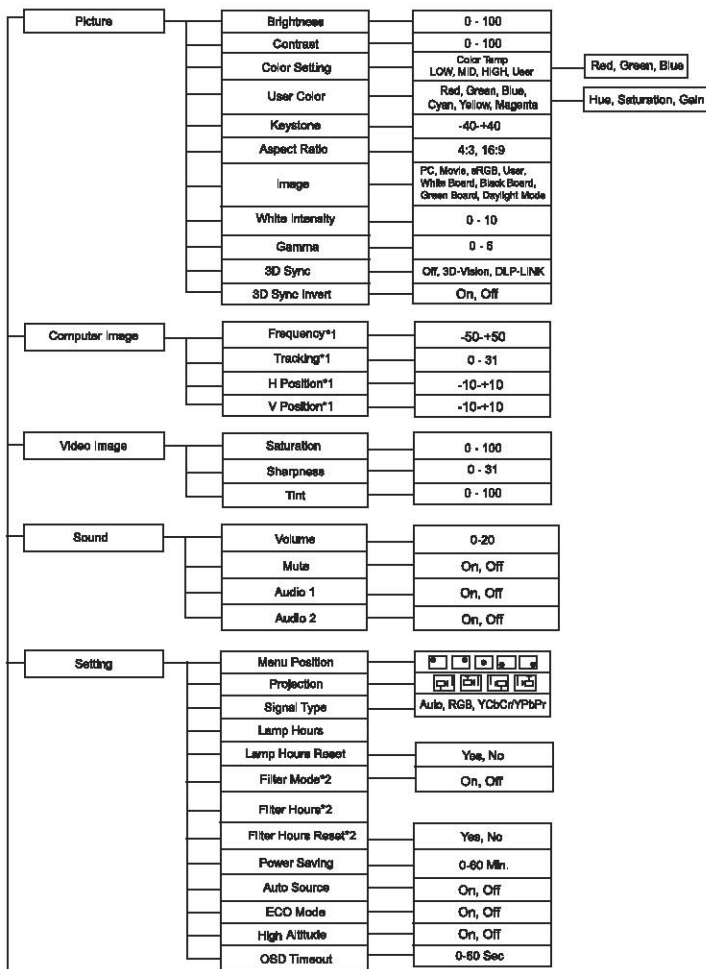 Picture
Brightness
0 - 100
Contrast
0 - 100
Color Setting
Color Temp
LOW, MID, HIGH, User
Red, Green, Blue
User Color
Red, Green, Blue,
Cyan, Yellow, Magenta
Hue, Saturation, Gain
Keystone
-40-+40
Aspect Ratio
4:3, 16:9
Image
PC, Movie, sRGB, User,
White Board, Black Board,
Green Board, Daylight Mode
White Intensity
0 - 10
Gamma
0 - 6
3D Sync
Off, 3D-Vision, DLP-LINK
3D Sync Invert
On, Off
Computer Image
Frequency*1
-50-+50
Tracking*1
0 - 31
H Position*1
-10-+10
V Position*1
-10-+10
Video Image
Saturation
0 - 100
Sharpness
0 - 31
Tint
0 - 100
Sound
Volume
0-20
Mute
On, Off
Audio 1
On, Off
Audio 2
On, Off
Setting
Menu Position
Projection
Signal Type
Auto, RGB, YCbCr/YPbPr
Lamp Hours
Lamp Hours Reset
Yes, No
Filter Mode*2
On, Off
Filter Hours*2
Filter Hours Reset*2
Yes, No
Power Saving
0-60 Min.
Auto Source
On, Off
ECO Mode
On, Off
High Altitude
On, Off
OSD Timeout
0-60 Sec